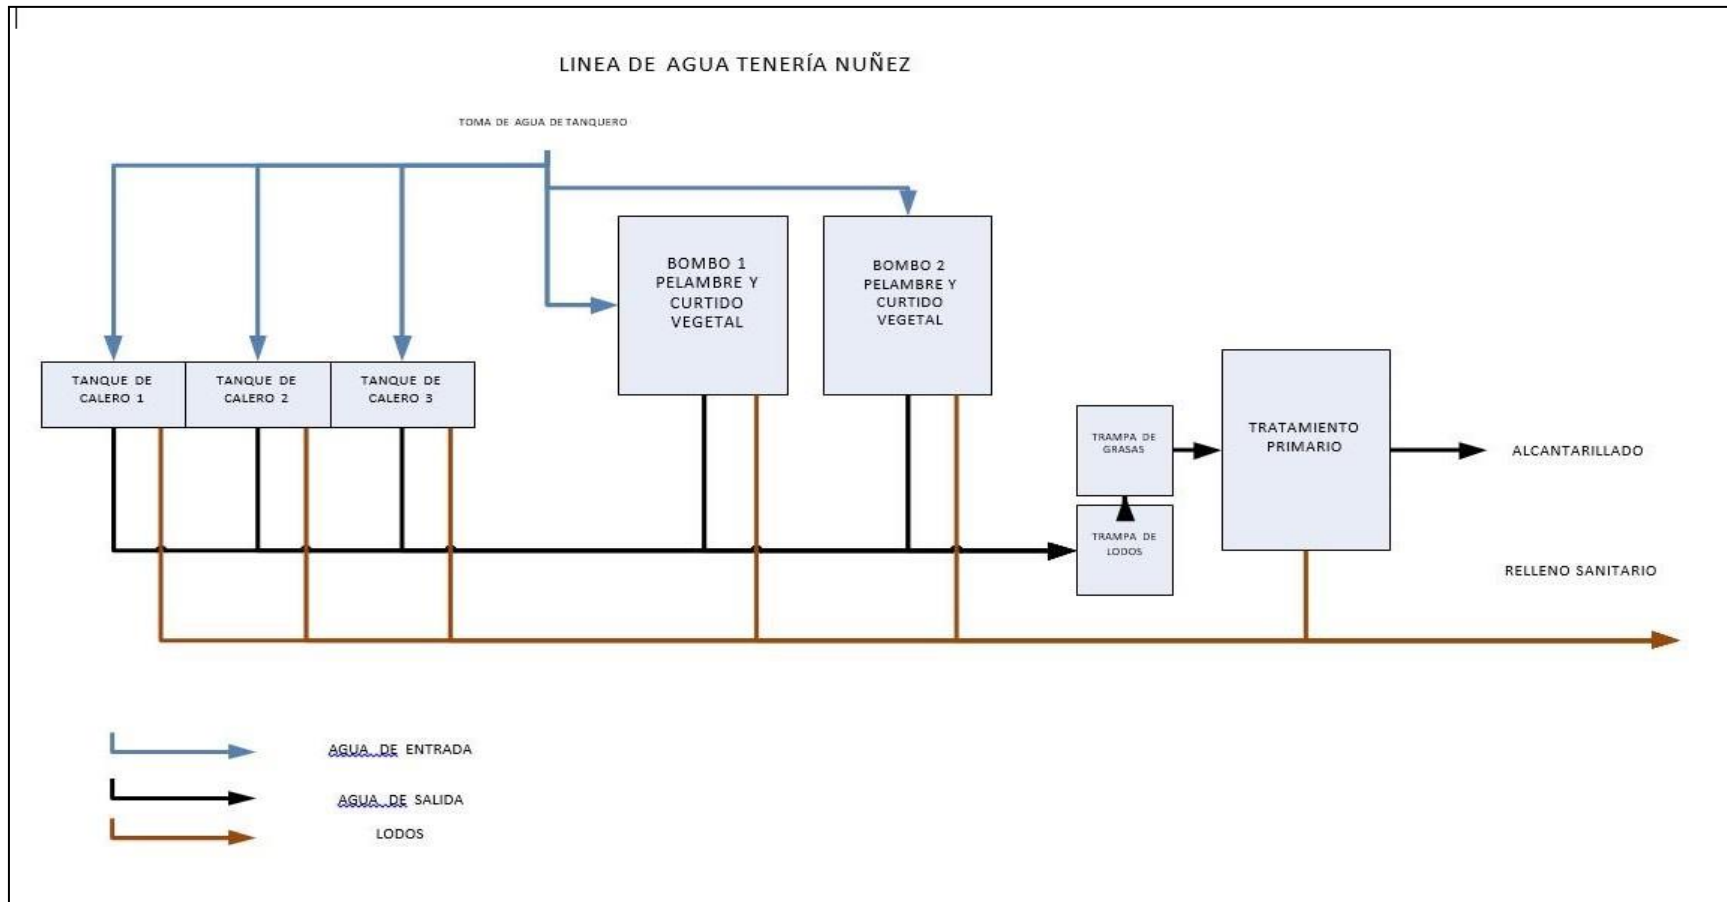 LINEA DE AGUA TENERÍA NUÑEZ
TOMA DE AGUA DE TANQUERO
BOMBO 1
PELAMBRE Y
CURTIDO
VEGETAL
BOMBO 2
PELAMBRE Y
CURTIDO
VEGETAL
TANQUE DE
CALERO 1
TANQUE DE
CALERO 2
TANQUE DE
CALERO 3
TRAMPA DE
GRASAS
TRATAMIENTO
PRIMARIO
ALCANTARILLADO
TRAMPA DE
LODOS
RELLENO SANITARIO
AGUA DE ENTRADA
AGUA DE SALIDA
LODOS